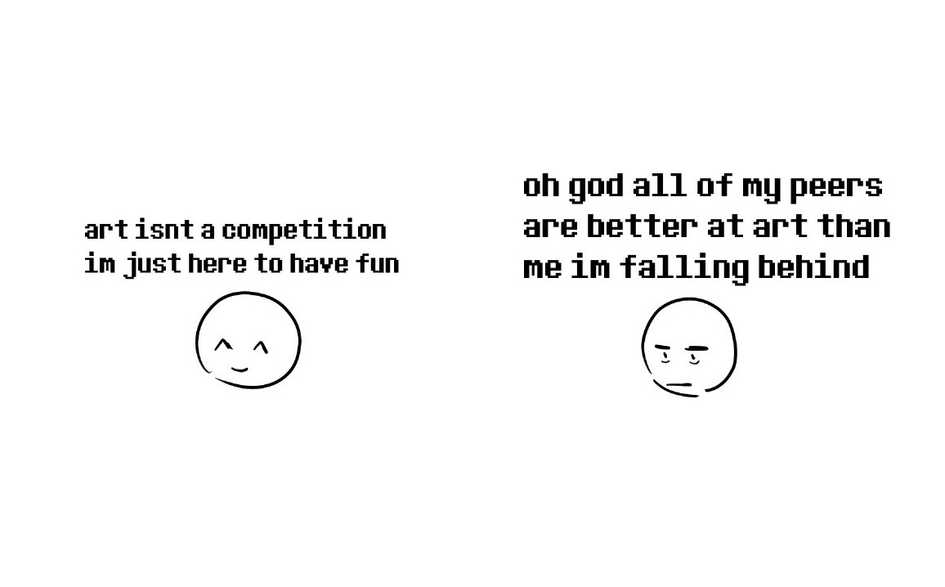 art isnt a competition
im just here to have fun
oh god all of my peers
are better at art than
me im falling behind